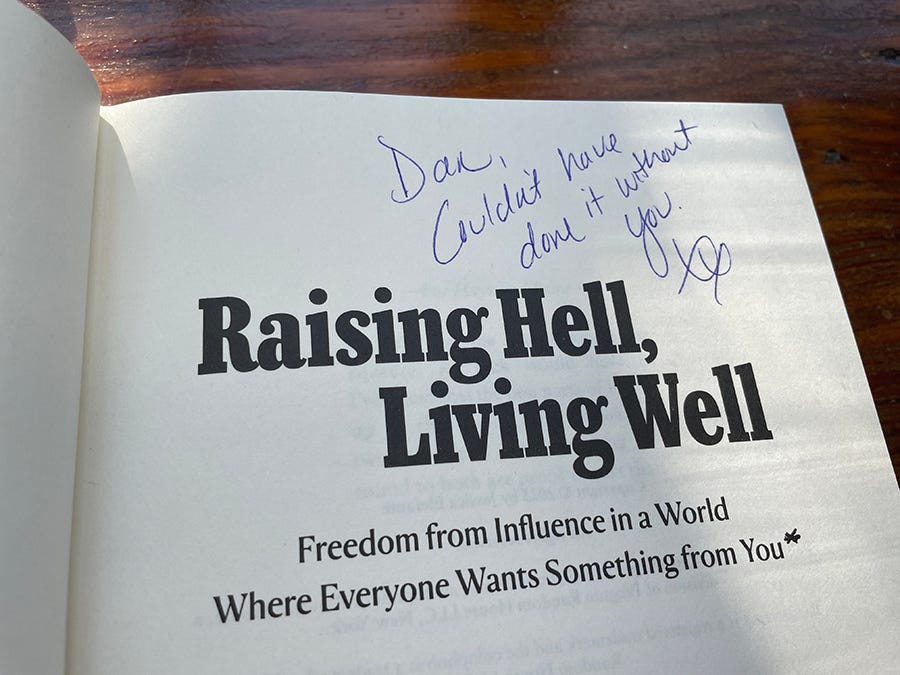 Dan,
Couldn't have
done it without
you.
XO
Raising Hell,
Living Well
Freedom from Influence in a World
Where Everyone Wants Something from You*